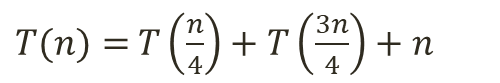 T(n) = T(n/4) + T(3n/4) + n